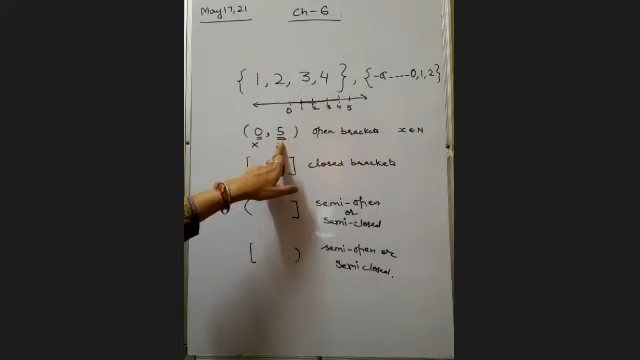 May 17, 21 Ch-6
{ 1, 2, 3, 4 } , {-α-----0, 1, 2}
0 1 2 3 4 5
( 0, 5 ) open brackets x ∈ N
x
[ ] closed brackets
( ] semi-open
or
semi-closed
[ ) semi-open or
semi closed.